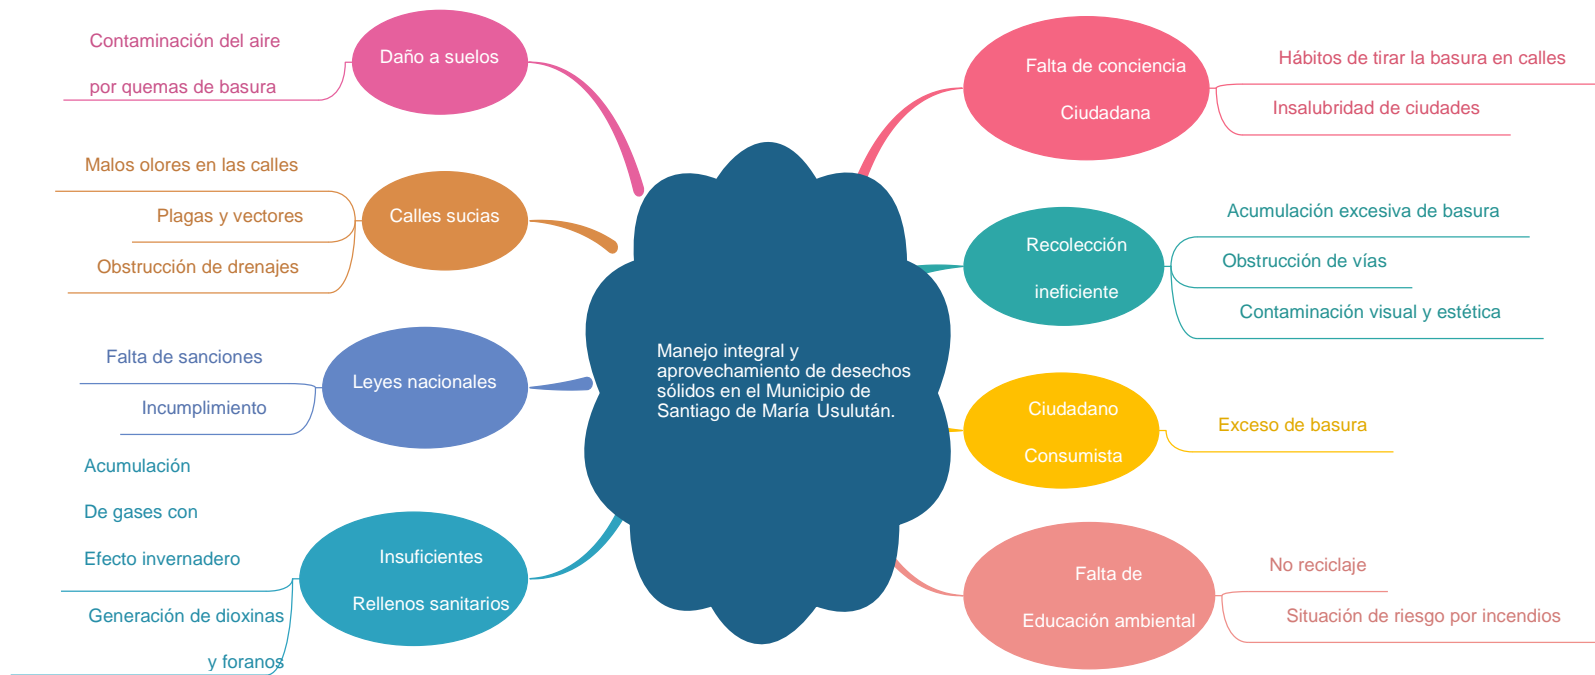 Contaminación del aire
por quemas de basura
Daño a suelos
Malos olores en las calles
Plagas y vectores
Obstrucción de drenajes
Calles sucias
Falta de sanciones
Incumplimiento
Leyes nacionales
Acumulación
De gases con
Efecto invernadero
Generación de dioxinas
y foranos
Insuficientes
Rellenos sanitarios
Manejo integral y
aprovechamiento de desechos
sólidos en el Municipio de
Santiago de María Usulután.
Falta de conciencia
Ciudadana
Hábitos de tirar la basura en calles
Insalubridad de ciudades
Recolección
ineficiente
Acumulación excesiva de basura
Obstrucción de vías
Contaminación visual y estética
Ciudadano
Consumista
Exceso de basura
Falta de
Educación ambiental
No reciclaje
Situación de riesgo por incendios